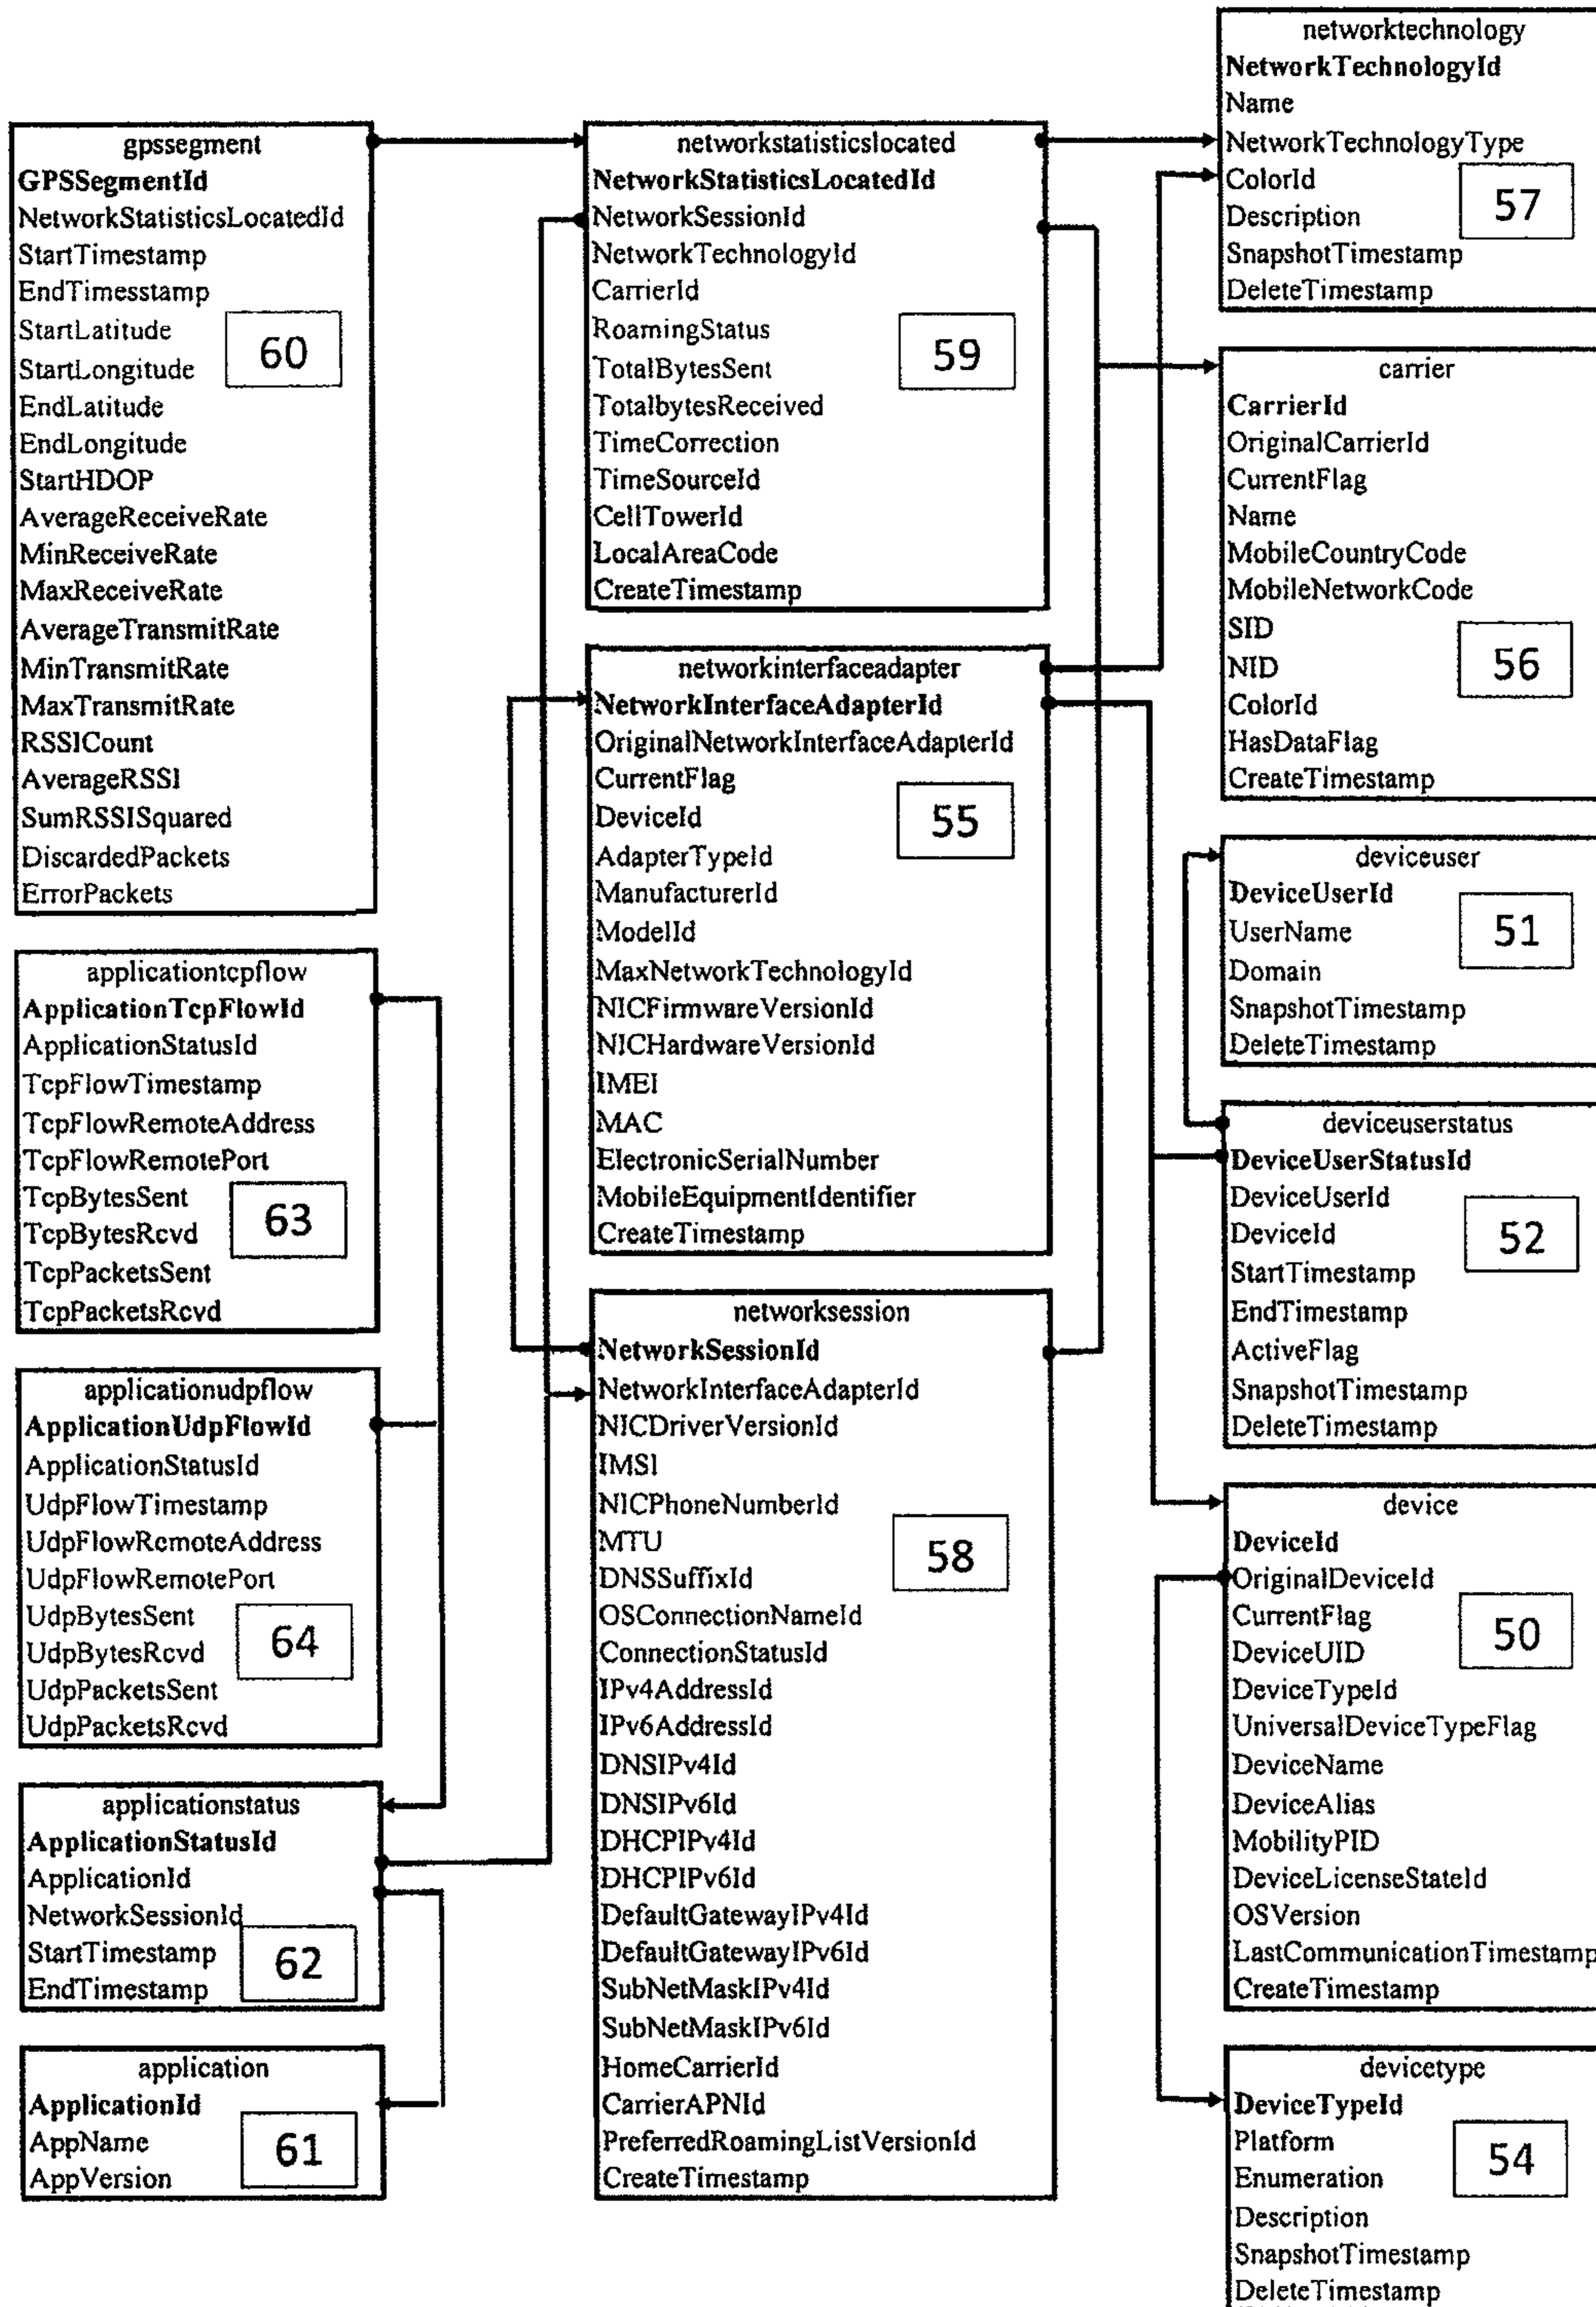 gpssegment
GPSSegmentId
NetworkStatisticsLocatedId
StartTimestamp
EndTimesstamp
StartLatitude
StartLongitude
EndLatitude
EndLongitude
StartHDOP
AverageReceiveRate
MinReceiveRate
MaxReceiveRate
AverageTransmitRate
MinTransmitRate
MaxTransmitRate
RSSICount
AverageRSSI
SumRSSISquared
DiscardedPackets
ErrorPackets
60
applicationtcpflow
ApplicationTcpFlowId
ApplicationStatusId
TcpFlowTimestamp
TcpFlowRemoteAddress
TcpFlowRemotePort
TcpBytesSent
TcpBytesRcvd
TcpPacketsSent
TcpPacketsRcvd
63
applicationudpflow
ApplicationUdpFlowId
ApplicationStatusId
UdpFlowTimestamp
UdpFlowRemoteAddress
UdpFlowRemotePort
UdpBytesSent
UdpBytesRcvd
UdpPacketsSent
UdpPacketsRcvd
64
applicationstatus
ApplicationStatusId
ApplicationId
NetworkSessionId
StartTimestamp
EndTimestamp
62
application
ApplicationId
AppName
AppVersion
61
networkstatisticslocated
NetworkStatisticsLocatedId
NetworkSessionId
NetworkTechnologyId
CarrierId
RoamingStatus
TotalBytesSent
TotalbytesReceived
TimeCorrection
TimeSourceId
CellTowerId
LocalAreaCode
CreateTimestamp
59
networkinterfaceadapter
NetworkInterfaceAdapterId
OriginalNetworkInterfaceAdapterId
CurrentFlag
DeviceId
AdapterTypeId
ManufacturerId
ModelId
MaxNetworkTechnologyId
NICFirmwareVersionId
NICHardwareVersionId
IMEI
MAC
ElectronicSerialNumber
MobileEquipmentIdentifier
CreateTimestamp
55
networksession
NetworkSessionId
NetworkInterfaceAdapterId
NICDriverVersionId
IMSI
NICPhoneNumberId
MTU
DNSSuffixId
OSConnectionNameId
ConnectionStatusId
IPv4AddressId
IPv6AddressId
DNSIPv4Id
DNSIPv6Id
DHCPIPv4Id
DHCPIPv6Id
DefaultGatewayIPv4Id
DefaultGatewayIPv6Id
SubNetMaskIPv4Id
SubNetMaskIPv6Id
HomeCarrierId
CarrierAPNId
PreferredRoamingListVersionId
CreateTimestamp
58
networktechnology
NetworkTechnologyId
Name
NetworkTechnologyType
ColorId
Description
SnapshotTimestamp
DeleteTimestamp
57
carrier
CarrierId
OriginalCarrierId
CurrentFlag
Name
MobileCountryCode
MobileNetworkCode
SID
NID
ColorId
HasDataFlag
CreateTimestamp
56
deviceuser
DeviceUserId
UserName
Domain
SnapshotTimestamp
DeleteTimestamp
51
deviceuserstatus
DeviceUserStatusId
DeviceUserId
DeviceId
StartTimestamp
EndTimestamp
ActiveFlag
SnapshotTimestamp
DeleteTimestamp
52
device
DeviceId
OriginalDeviceId
CurrentFlag
DeviceUID
DeviceTypeId
UniversalDeviceTypeFlag
DeviceName
DeviceAlias
MobilityPID
DeviceLicenseStateId
OSVersion
LastCommunicationTimestamp
CreateTimestamp
50
devicetype
DeviceTypeId
Platform
Enumeration
Description
SnapshotTimestamp
DeleteTimestamp
54